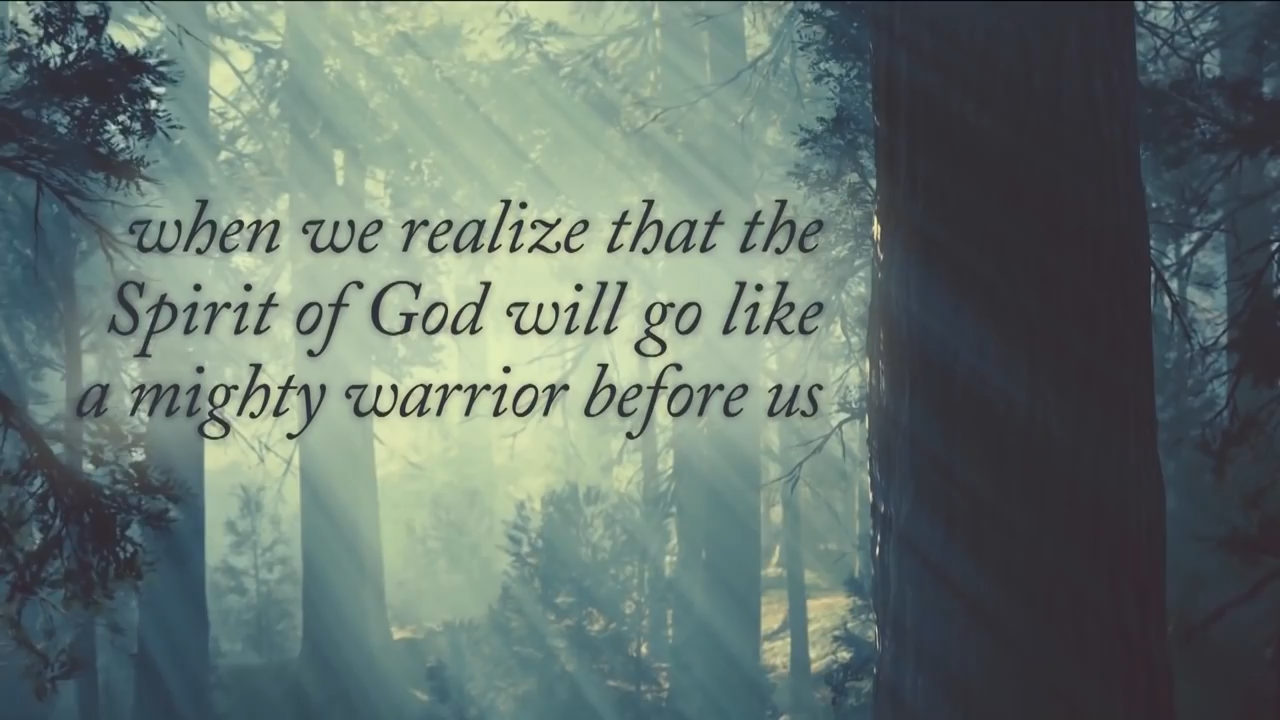 when we realize that the
Spirit of God will go like
a mighty warrior before us